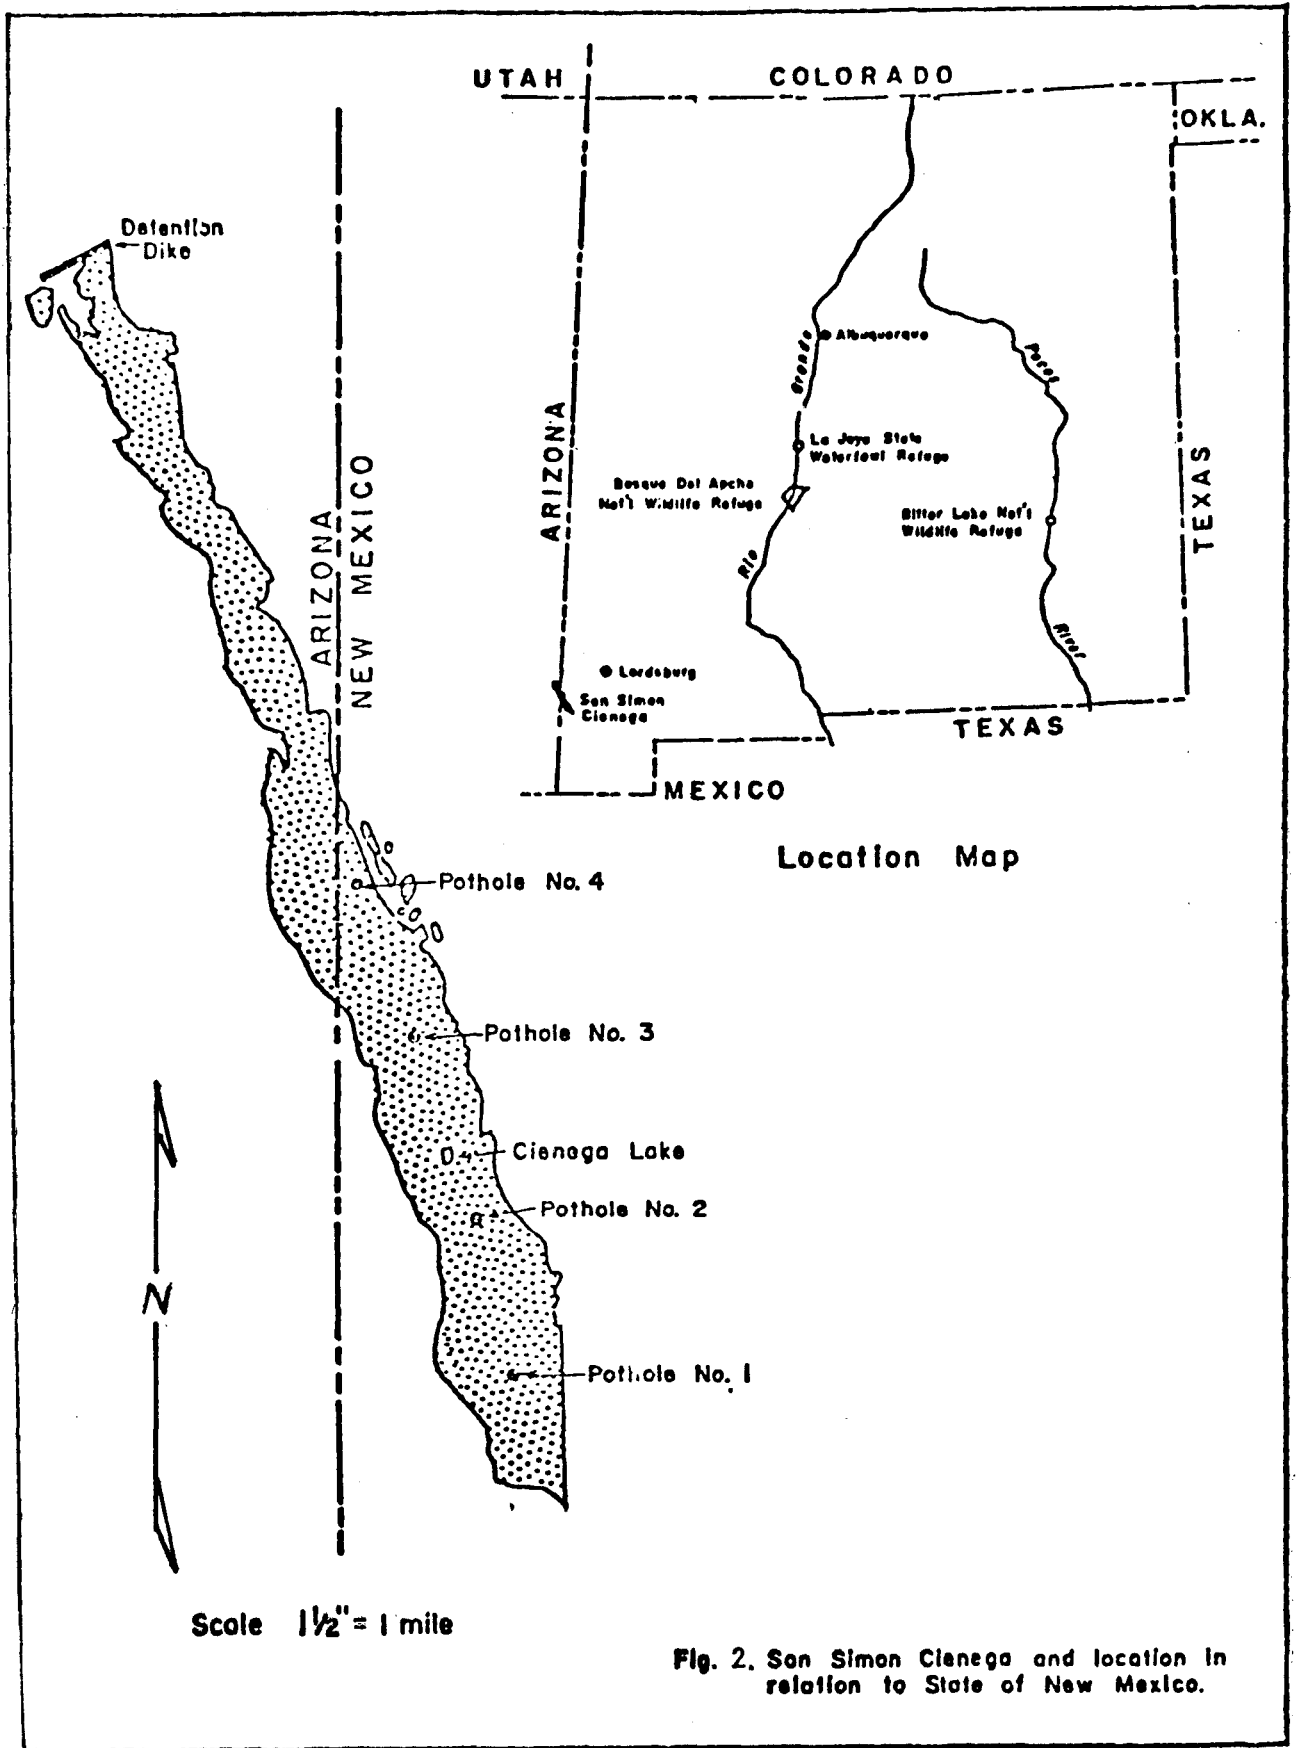 UTAH
COLORADO
OKLA.
Detention
Dike
ARIZONA
NEW MEXICO
ARIZONA
TEXAS
Grande
Albuquerque
Pecos
La Joya State
Waterfowl Refuge
Bosque Del Apcha
Nat'l Wildlife Refuge
Bitter Lake Nat'l
Wildlife Refuge
Rio
River
Lordsburg
San Simon
Cienega
TEXAS
MEXICO
Location Map
Pothole No. 4
Pothole No. 3
Cienega Lake
Pothole No. 2
Pothole No. 1
N
Scale 1½" = 1 mile
Fig. 2. San Simon Cienega and location in
relation to State of New Mexico.